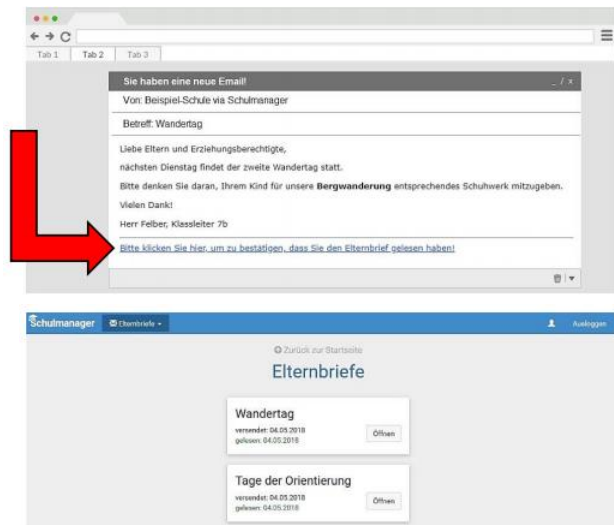 Tab 1 Tab 2 Tab 3
Sie haben eine neue Email! _ / x
Von: Beispiel-Schule via Schulmanager
Betreff: Wandertag
Liebe Eltern und Erziehungsberechtigte,
nächsten Dienstag findet der zweite Wandertag statt.
Bitte denken Sie daran, Ihrem Kind für unsere Bergwanderung entsprechendes Schuhwerk mitzugeben.
Vielen Dank!
Herr Felber, Klassleiter 7b
Bitte klicken Sie hier, um zu bestätigen, dass Sie den Elternbrief gelesen haben!
Schulmanager Elternbriefe Ausloggen
Zurück zur Startseite
Elternbriefe
Wandertag
versendet: 04.05.2018
gelesen: 04.05.2018
Öffnen
Tage der Orientierung
versendet: 04.05.2018
gelesen: 04.05.2018
Öffnen